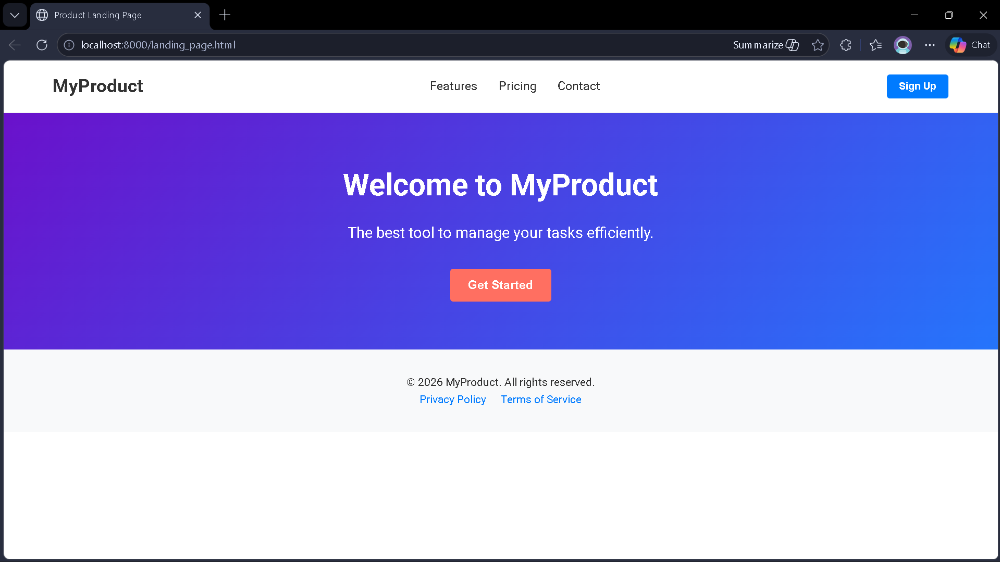 Product Landing Page
localhost:8000/landing_page.html
Summarize
Chat
MyProduct
Features Pricing Contact
Sign Up
Welcome to MyProduct
The best tool to manage your tasks efficiently.
Get Started
© 2026 MyProduct. All rights reserved.
Privacy Policy Terms of Service